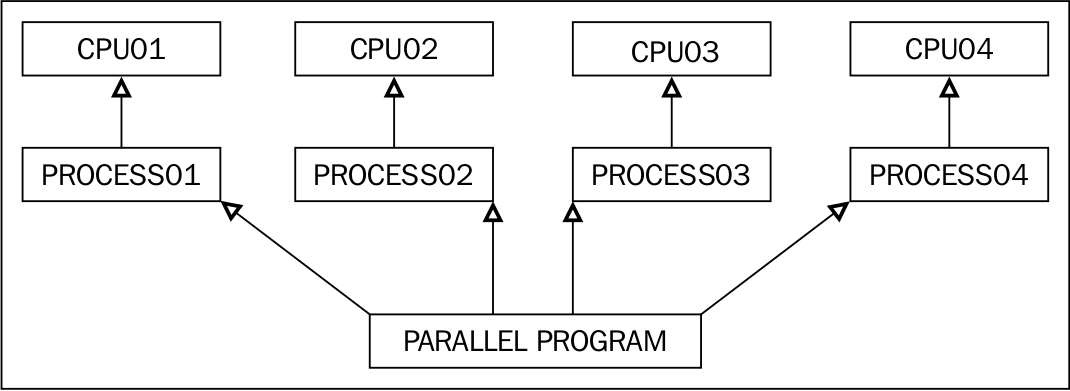 CPU01
CPU02
CPU03
CPU04
PROCESS01
PROCESS02
PROCESS03
PROCESS04
PARALLEL PROGRAM